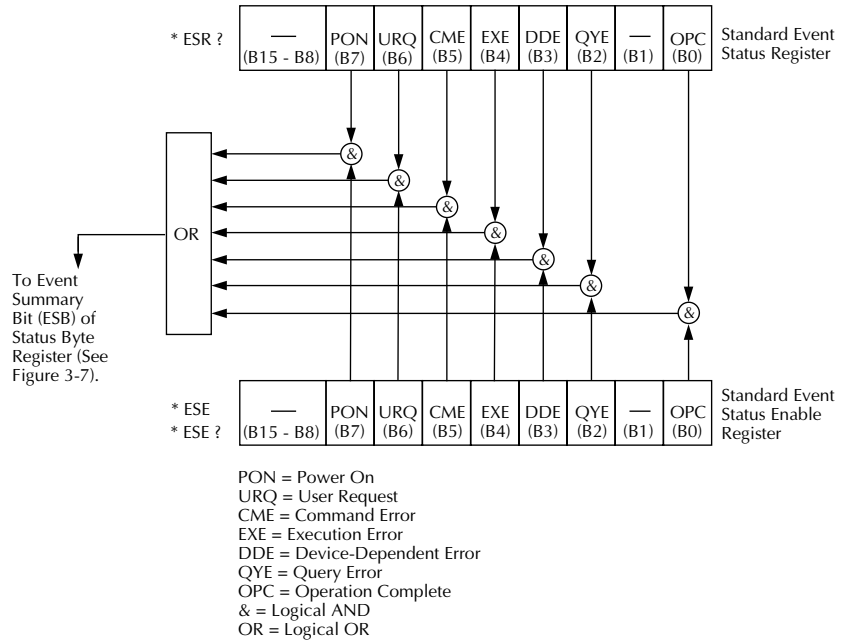 * ESR ?
— PON URQ CME EXE DDE QYE — OPC
(B15 - B8) (B7) (B6) (B5) (B4) (B3) (B2) (B1) (B0)
Standard Event
Status Register
&
&
&
&
&
&
&
OR
To Event
Summary
Bit (ESB) of
Status Byte
Register (See
Figure 3-7).
* ESE
* ESE ?
— PON URQ CME EXE DDE QYE — OPC
(B15 - B8) (B7) (B6) (B5) (B4) (B3) (B2) (B1) (B0)
Standard Event
Status Enable
Register
PON = Power On
URQ = User Request
CME = Command Error
EXE = Execution Error
DDE = Device-Dependent Error
QYE = Query Error
OPC = Operation Complete
& = Logical AND
OR = Logical OR